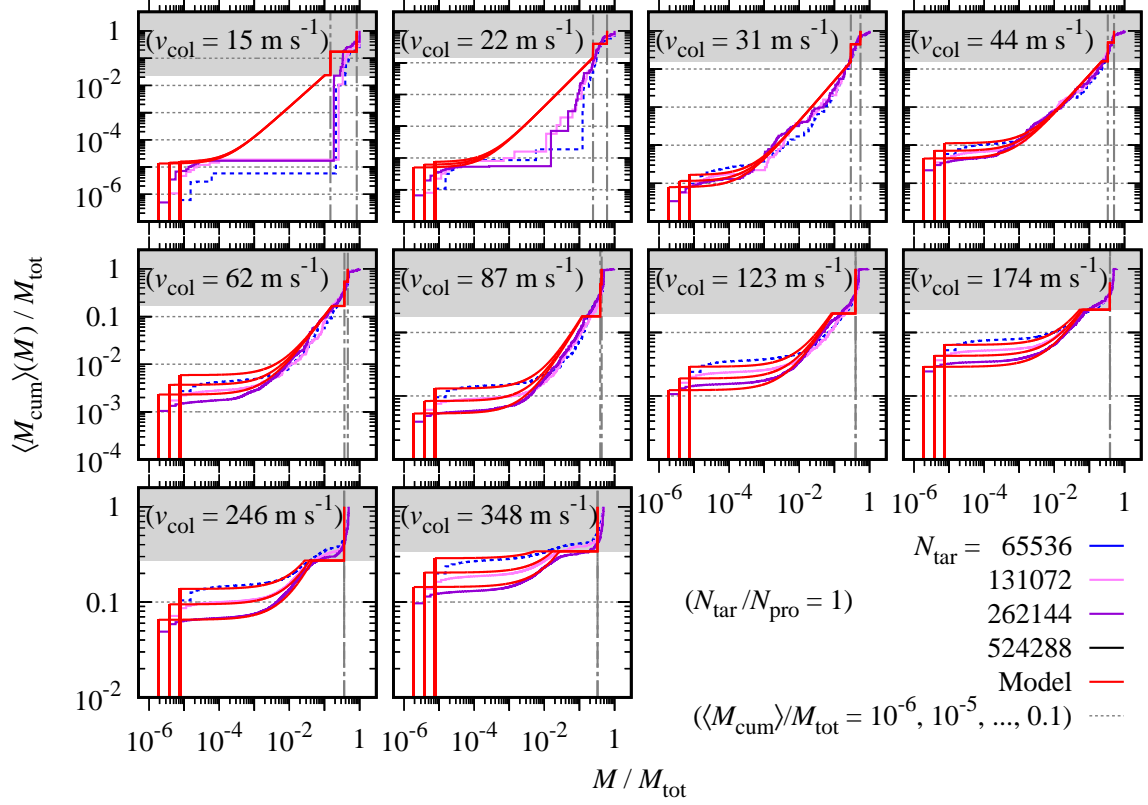 (v_col = 15 m s^-1) (v_col = 22 m s^-1) (v_col = 31 m s^-1) (v_col = 44 m s^-1)
1
10^-2
10^-4
10^-6
(v_col = 62 m s^-1) (v_col = 87 m s^-1) (v_col = 123 m s^-1) (v_col = 174 m s^-1)
1
0.1
10^-2
10^-3
10^-4
⟨M_cum⟩(M) / M_tot
10^-6 10^-4 10^-2 1 10^-6 10^-4 10^-2 1
(v_col = 246 m s^-1) (v_col = 348 m s^-1)
1
0.1
10^-2
10^-6 10^-4 10^-2 1 10^-6 10^-4 10^-2 1
M / M_tot
(N_tar/N_pro = 1)
N_tar = 65536
131072
262144
524288
Model
(⟨M_cum⟩/M_tot = 10^-6, 10^-5, ..., 0.1)